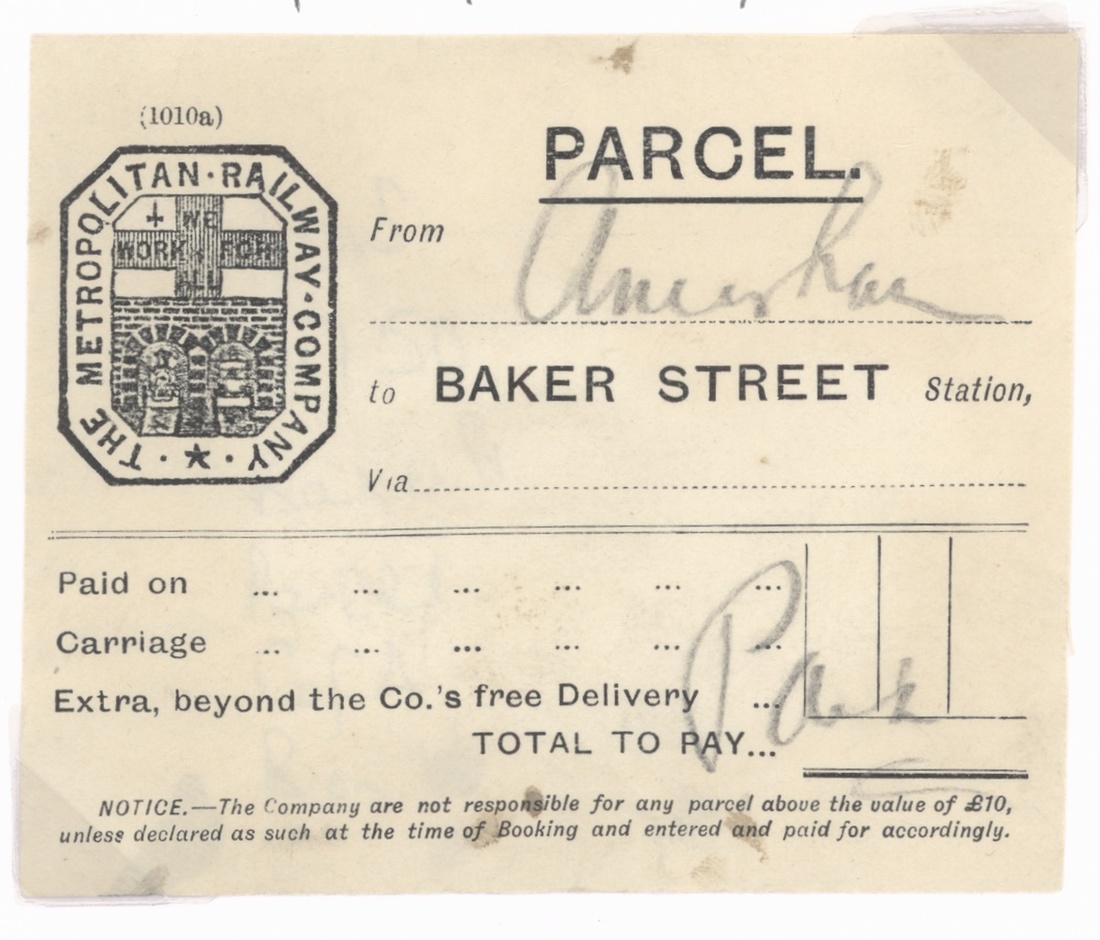 (1010a)
THE METROPOLITAN · RAILWAY · COMPANY · ★ ·
WE
WORK · FOR
ALL
PARCEL.
From Amersham
to BAKER STREET Station,
Via
Paid on ... ... ... ... ... ...
Carriage ... ... ... ... ... ...
Extra, beyond the Co.'s free Delivery ...
TOTAL TO PAY...
NOTICE.—The Company are not responsible for any parcel above the value of £10,
unless declared as such at the time of Booking and entered and paid for accordingly.